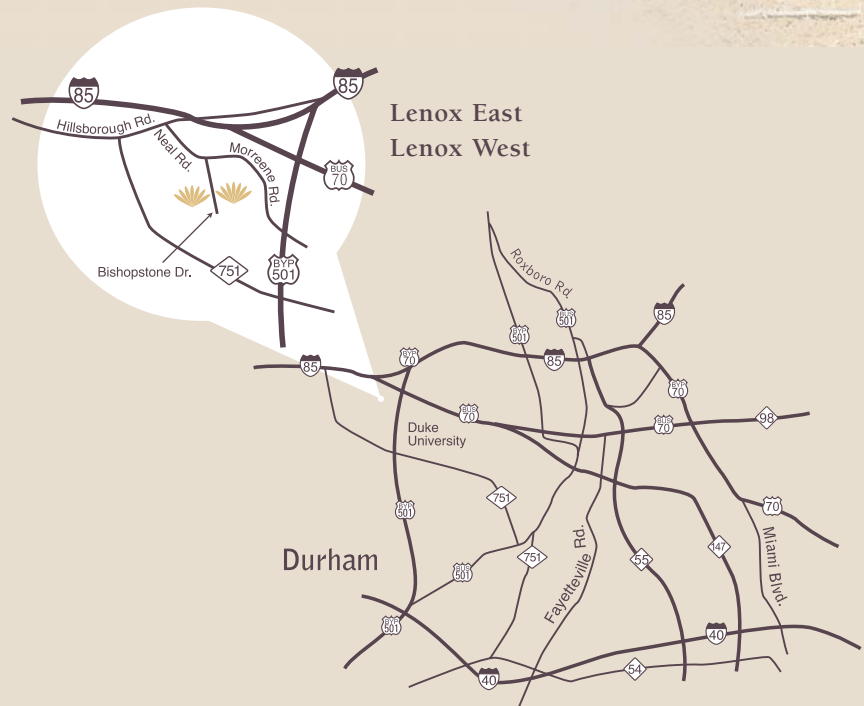 85
85
Lenox East
Lenox West
Hillsborough Rd.
Neal Rd.
Morreene Rd.
BUS
70
Bishopstone Dr.
751
BYP
501
Roxboro Rd.
BYP
501
BUS
501
85
85
BYP
70
85
BYP
70
BUS
70
BUS
70
98
Duke
University
751
BYP
501
70
Durham
BUS
501
751
Fayetteville Rd.
55
147
Miami Blvd.
BYP
501
40
40
54